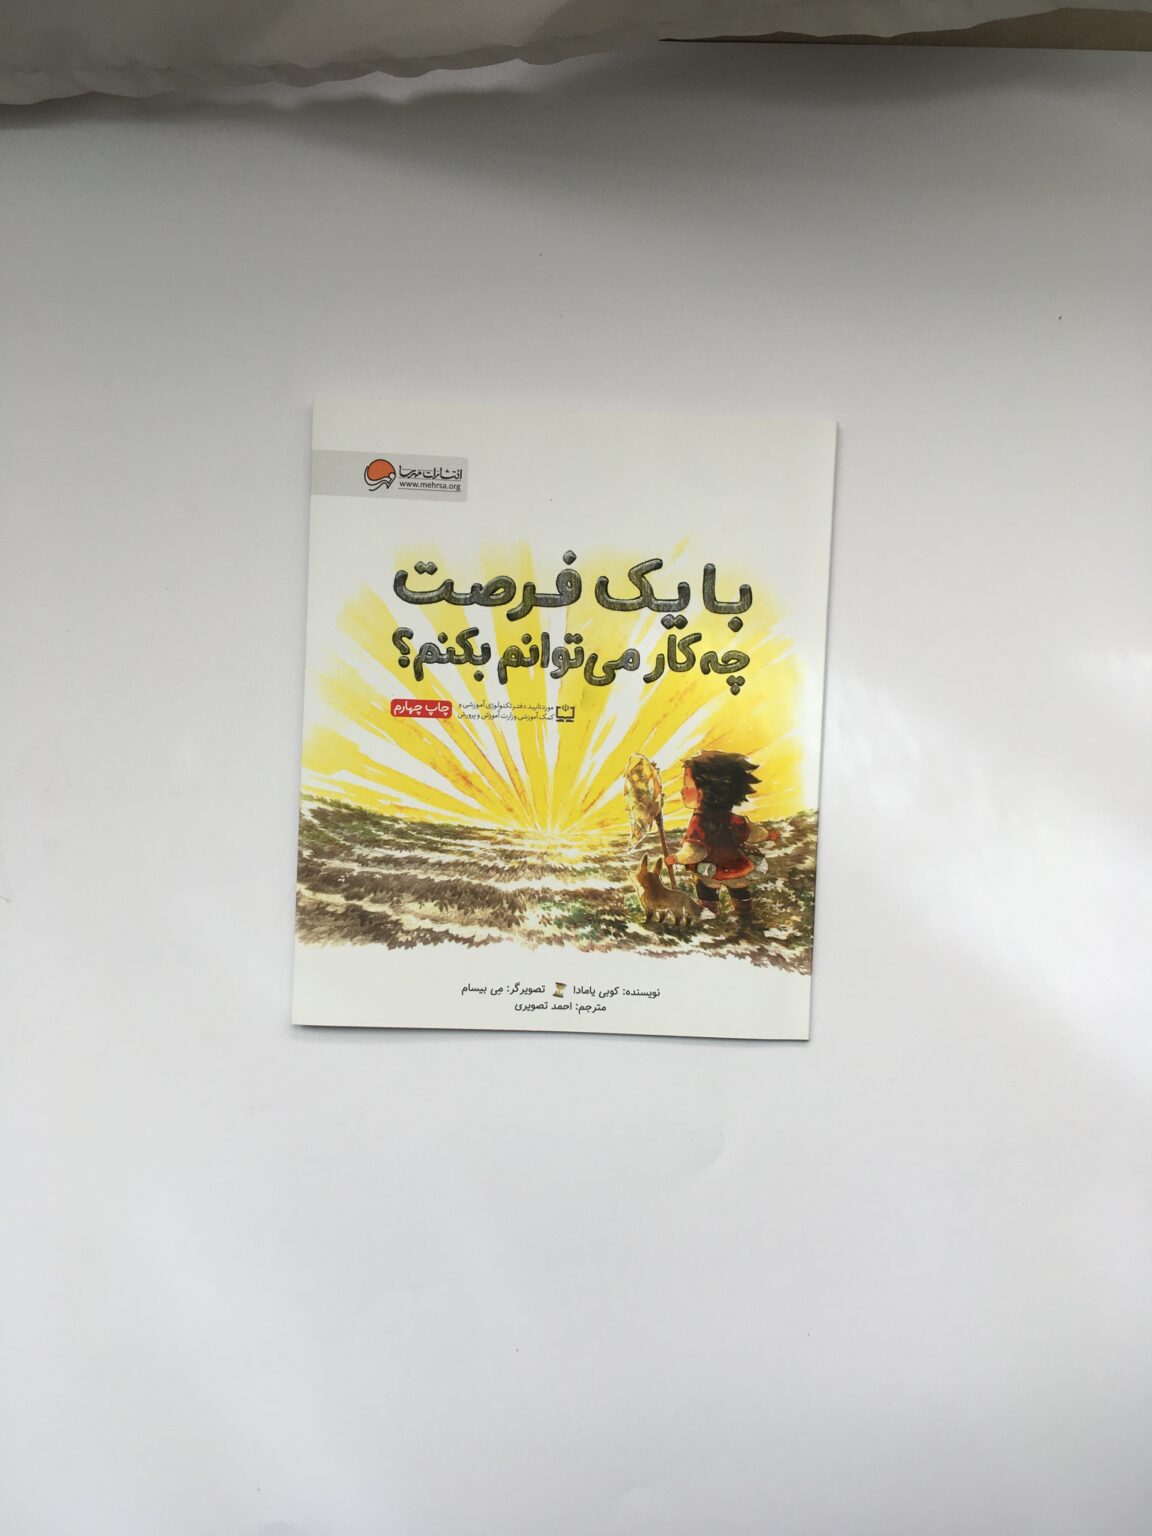 انتشارات مهرسا
www.mehrsa.org
با یک فرصت
چه کار می‌توانم بکنم؟
مورد تایید دفتر تکنولوژی آموزشی و
کمک آموزشی وزارت آموزش و پرورش
چاپ چهارم
نویسنده: کوبی یامادا تصویرگر: مِی بیسام
مترجم: احمد تصویری